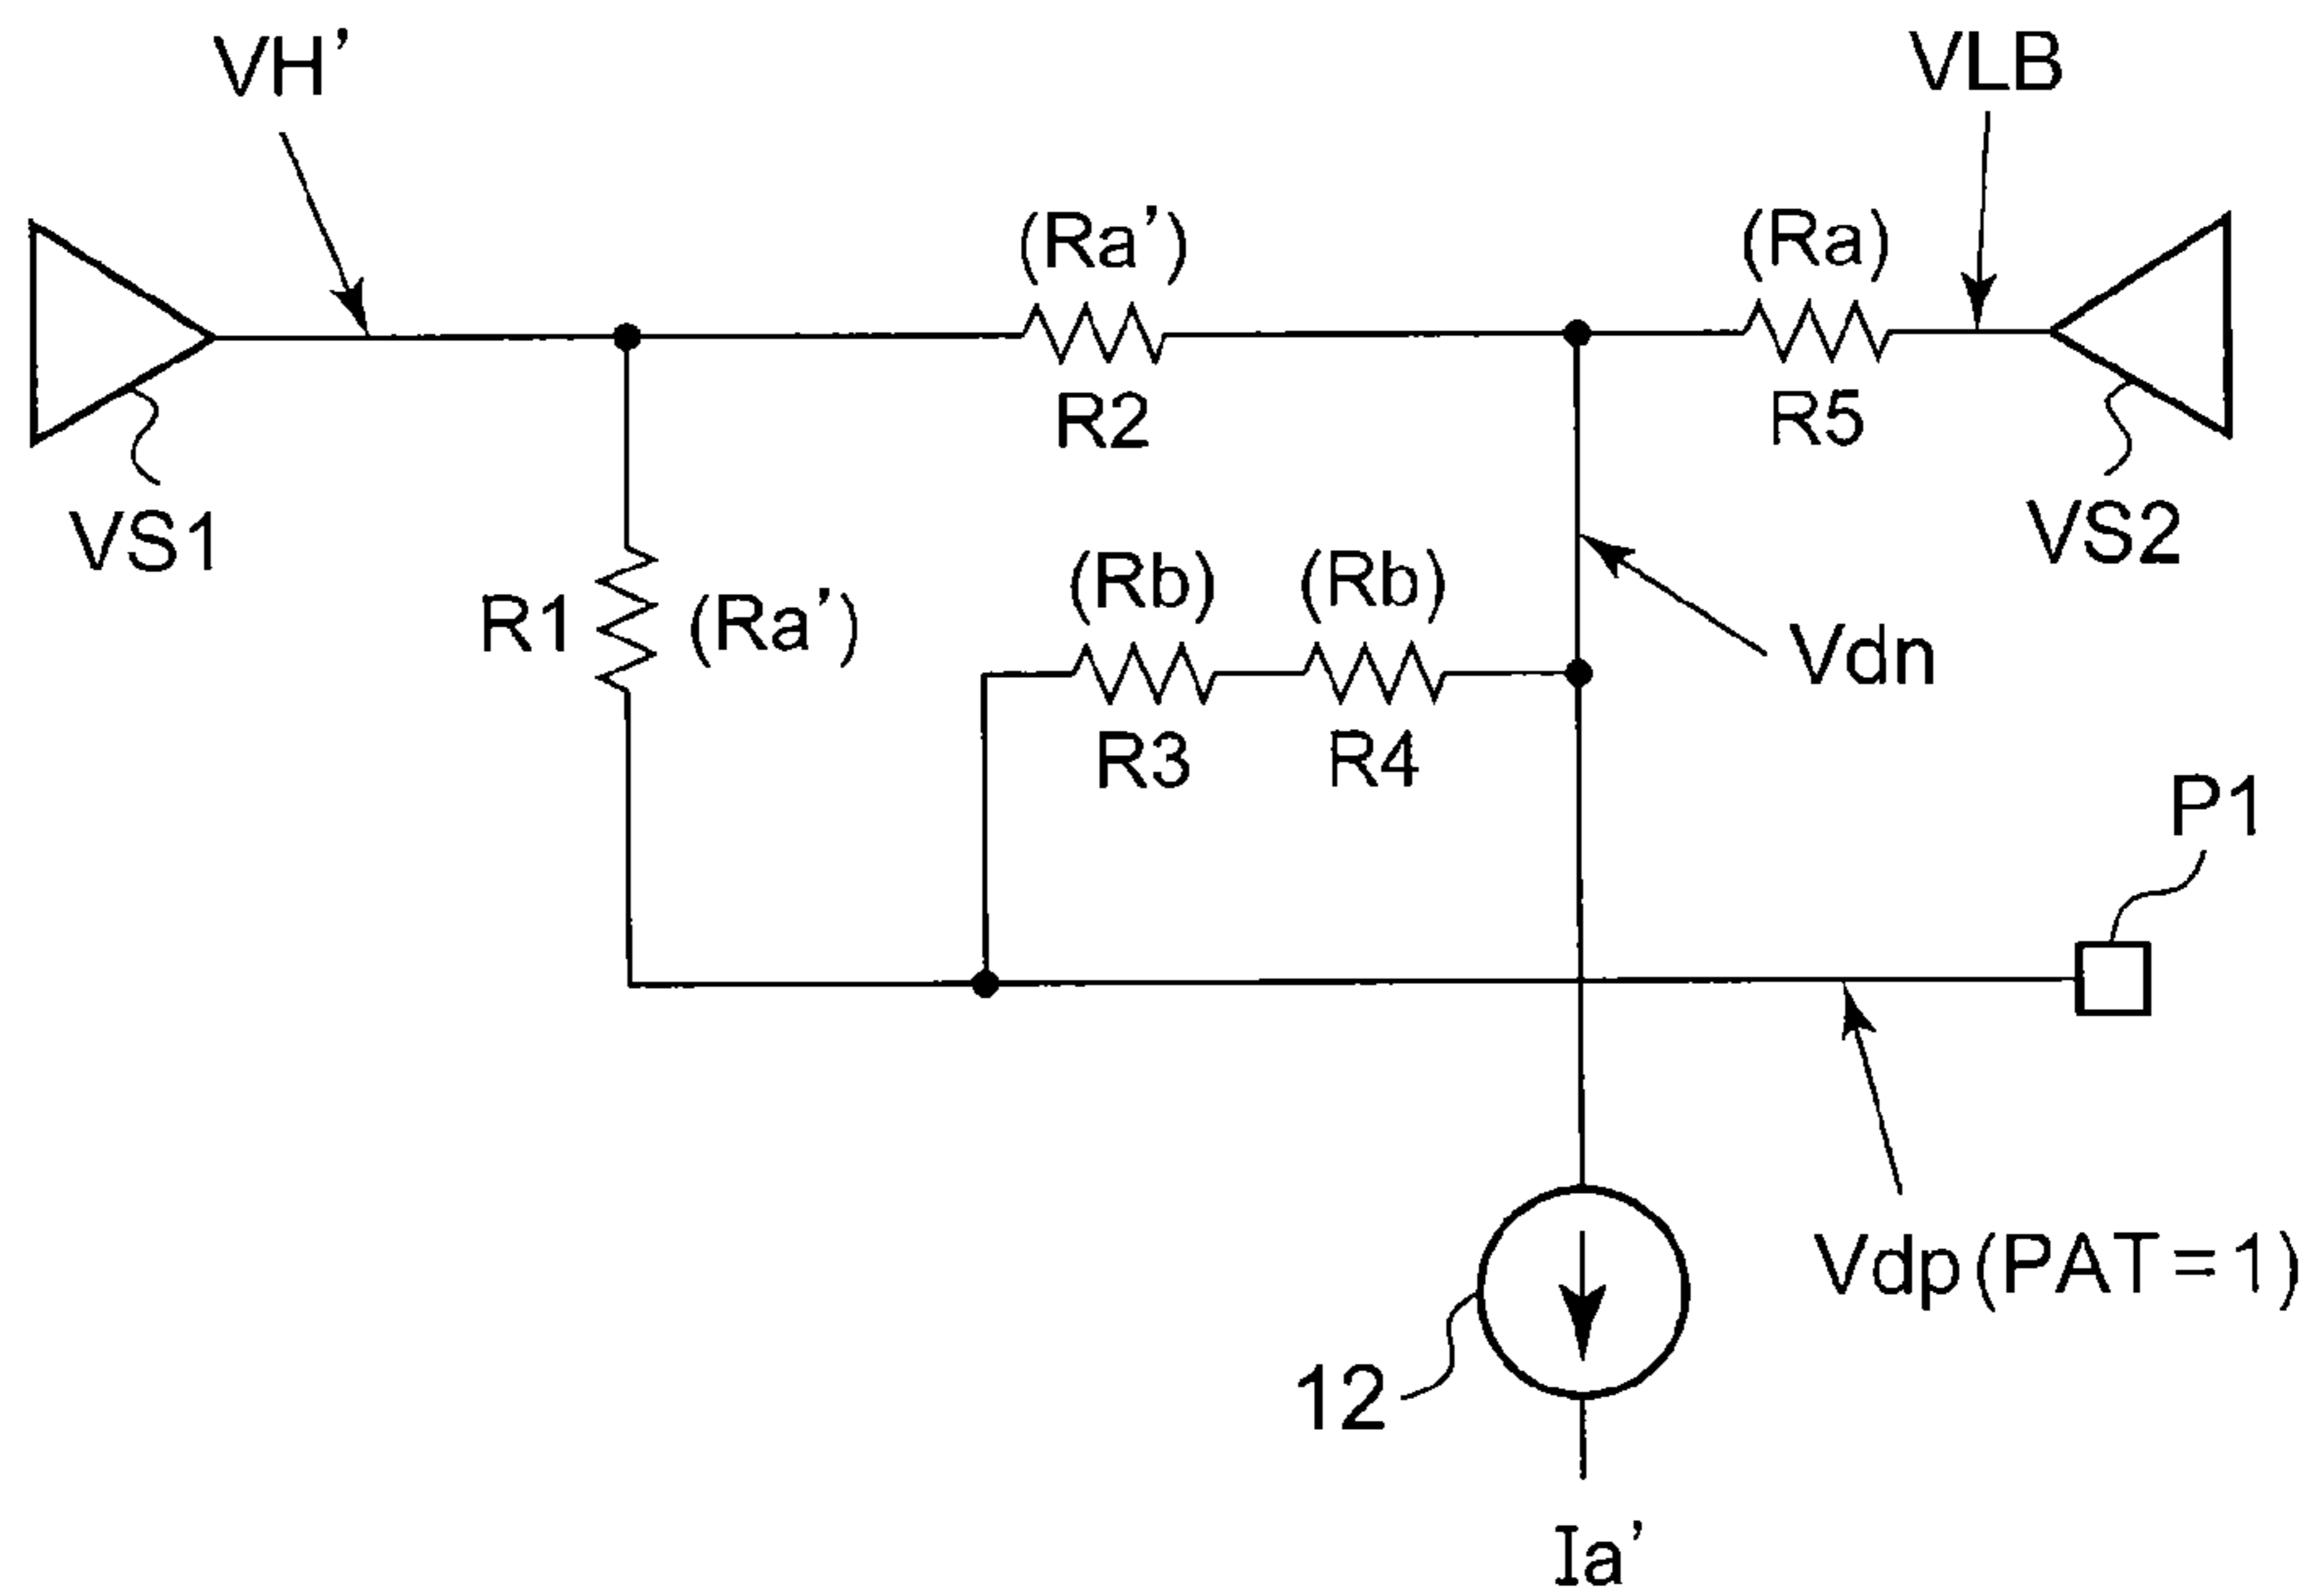 VH’
VLB
(Ra’)
(Ra)
R2
R5
VS1
VS2
(Rb)
(Rb)
R1
(Ra’)
Vdn
R3
R4
P1
Vdp(PAT=1)
12
Ia’